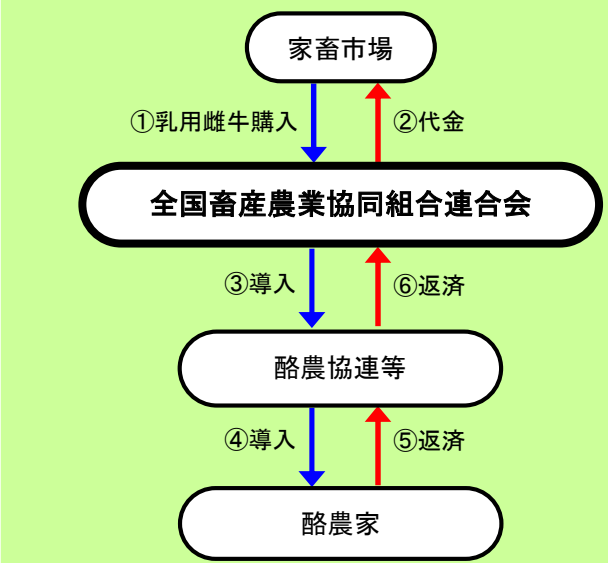 家畜市場
①乳用雌牛購入
②代金
全国畜産農業協同組合連合会
③導入
⑥返済
酪農協連等
④導入
⑤返済
酪農家